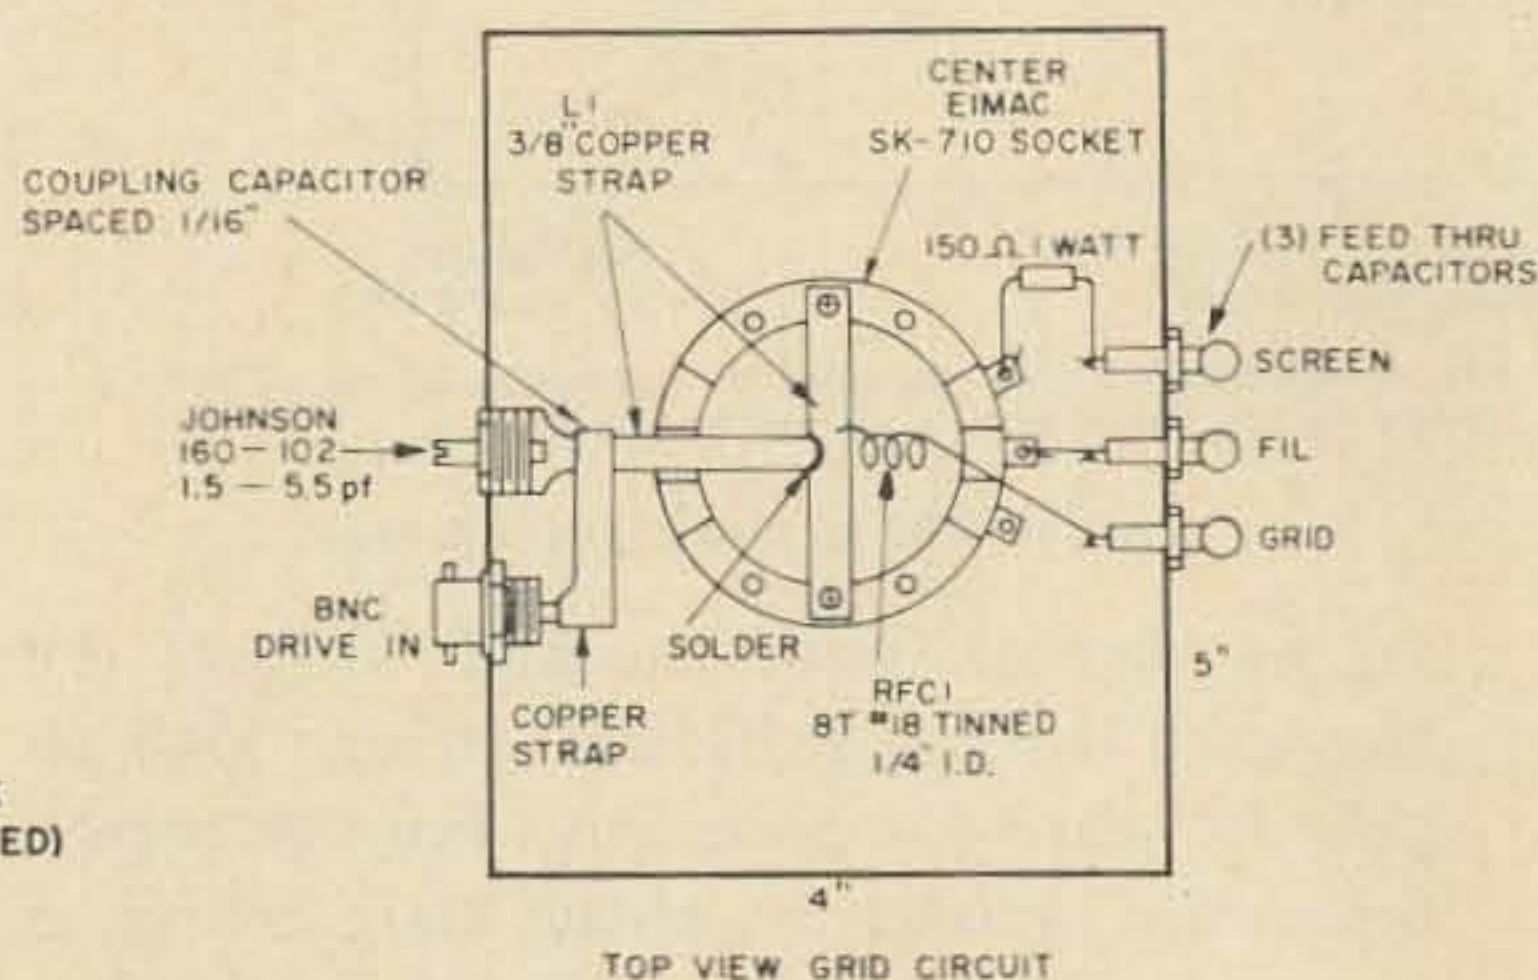 CENTER
EIMAC
SK-710 SOCKET
L1
3/8" COPPER
STRAP
COUPLING CAPACITOR
SPACED 1/16"
150Ω 1 WATT
(3) FEED THRU
CAPACITORS
SCREEN
JOHNSON
160-102
1.5 - 5.5 pf
FIL
GRID
BNC
DRIVE IN
SOLDER
5"
COPPER
STRAP
RFC1
8T #18 TINNED
1/4" I.D.
ED)
4"
TOP VIEW GRID CIRCUIT